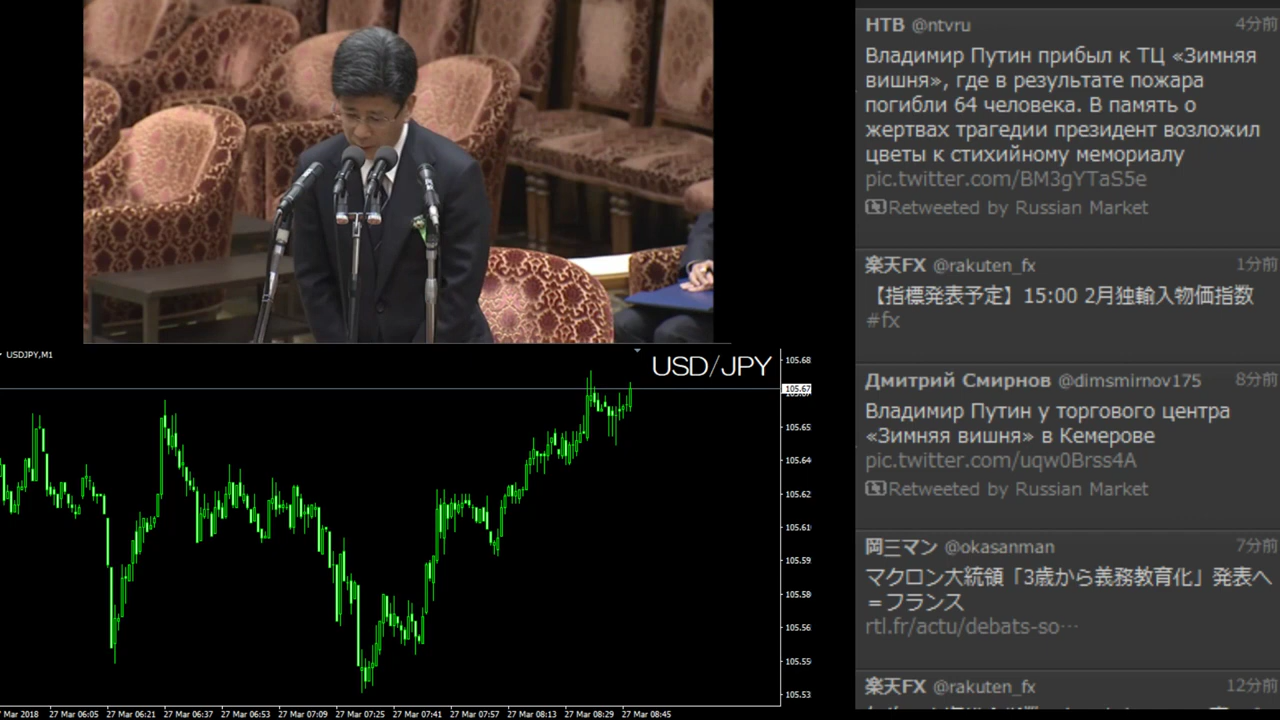 USDJPY,M1
USD/JPY
105.68
105.67
105.65
105.64
105.62
105.61
105.59
105.58
105.56
105.55
105.53
Mar 2018
27 Mar 06:05
27 Mar 06:21
27 Mar 06:37
27 Mar 06:53
27 Mar 07:09
27 Mar 07:25
27 Mar 07:41
27 Mar 07:57
27 Mar 08:13
27 Mar 08:29
27 Mar 08:45
НТВ @ntvru 4分前
Владимир Путин прибыл к ТЦ «Зимняя
вишня», где в результате пожара
погибли 64 человека. В память о
жертвах трагедии президент возложил
цветы к стихийному мемориалу
pic.twitter.com/BM3gYTaS5e
Retweeted by Russian Market
楽天FX @rakuten_fx 1分前
【指標発表予定】15:00 2月独輸入物価指数
#fx
Дмитрий Смирнов @dimsmirnov175 8分前
Владимир Путин у торгового центра
«Зимняя вишня» в Кемерове
pic.twitter.com/uqw0Brss4A
Retweeted by Russian Market
岡三マン @okasanman 7分前
マクロン大統領「3歳から義務教育化」発表へ
＝フランス
rtl.fr/actu/debats-so…
楽天FX @rakuten_fx 12分前